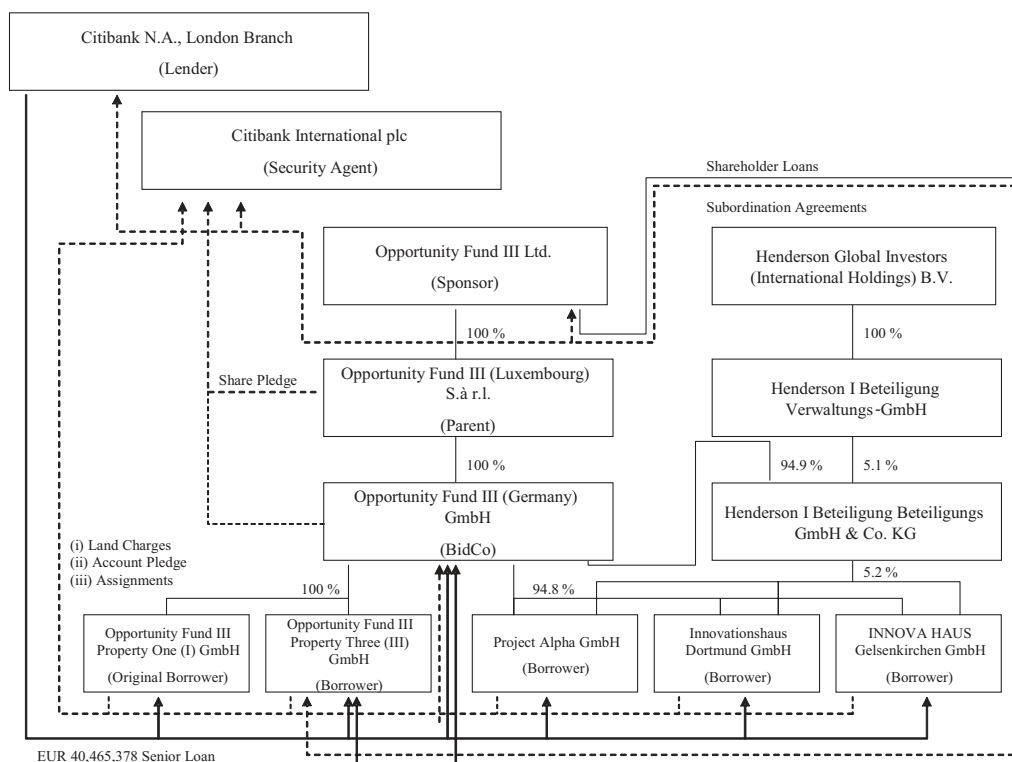 Citibank N.A., London Branch
(Lender)
Citibank International plc
(Security Agent)
Shareholder Loans
Subordination Agreements
Opportunity Fund III Ltd.
(Sponsor)
Henderson Global Investors
(International Holdings) B.V.
100 %
100 %
Share Pledge
Opportunity Fund III (Luxembourg)
S.à r.l.
(Parent)
Henderson I Beteiligung
Verwaltungs-GmbH
100 %
94.9 %
5.1 %
Opportunity Fund III (Germany)
GmbH
(BidCo)
Henderson I Beteiligung Beteiligungs
GmbH & Co. KG
(i) Land Charges
(ii) Account Pledge
(iii) Assignments
100 %
94.8 %
5.2 %
Opportunity Fund III
Property One (I) GmbH
(Original Borrower)
Opportunity Fund III
Property Three (III)
GmbH
(Borrower)
Project Alpha GmbH
(Borrower)
Innovationshaus
Dortmund GmbH
(Borrower)
INNOVA HAUS
Gelsenkirchen GmbH
(Borrower)
EUR 40,465,378 Senior Loan